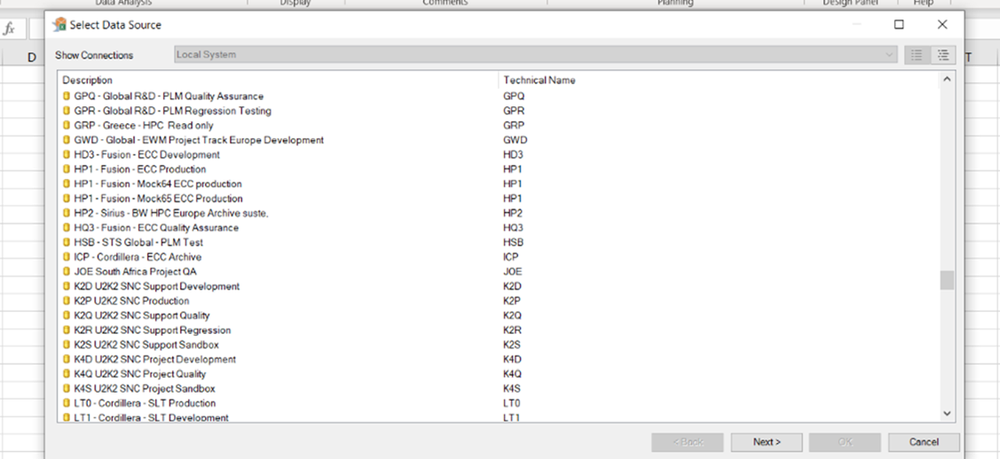 Data Analysis Display Comments Planning Design Panel Help
fx Select Data Source
D Show Connections Local System T
Description Technical Name
GPQ - Global R&D - PLM Quality Assurance GPQ
GPR - Global R&D - PLM Regression Testing GPR
GRP - Greece - HPC Read only GRP
GWD - Global - EWM Project Track Europe Development GWD
HD3 - Fusion - ECC Development HD3
HP1 - Fusion - ECC Production HP1
HP1 - Fusion - Mock64 ECC production HP1
HP1 - Fusion - Mock65 ECC Production HP1
HP2 - Sirius - BW HPC Europe Archive suste. HP2
HQ3 - Fusion - ECC Quality Assurance HQ3
HSB - STS Global - PLM Test HSB
ICP - Cordillera - ECC Archive ICP
JOE South Africa Project QA JOE
K2D U2K2 SNC Support Development K2D
K2P U2K2 SNC Production K2P
K2Q U2K2 SNC Support Quality K2Q
K2R U2K2 SNC Support Regression K2R
K2S U2K2 SNC Support Sandbox K2S
K4D U2K2 SNC Project Development K4D
K4Q U2K2 SNC Project Quality K4Q
K4S U2K2 SNC Project Sandbox K4S
LT0 - Cordillera - SLT Production LT0
LT1 - Cordillera - SLT Development LT1
< Back Next > OK Cancel